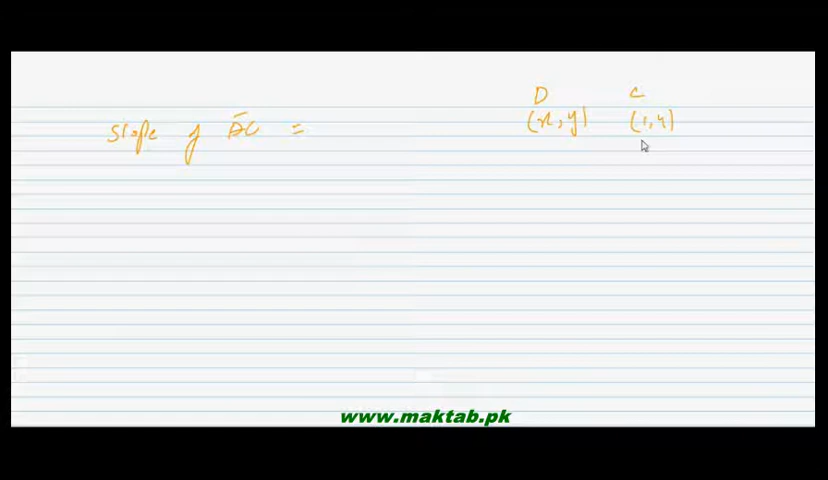 D C
slope of DC = (x, y) (1, 4)
www.maktab.pk